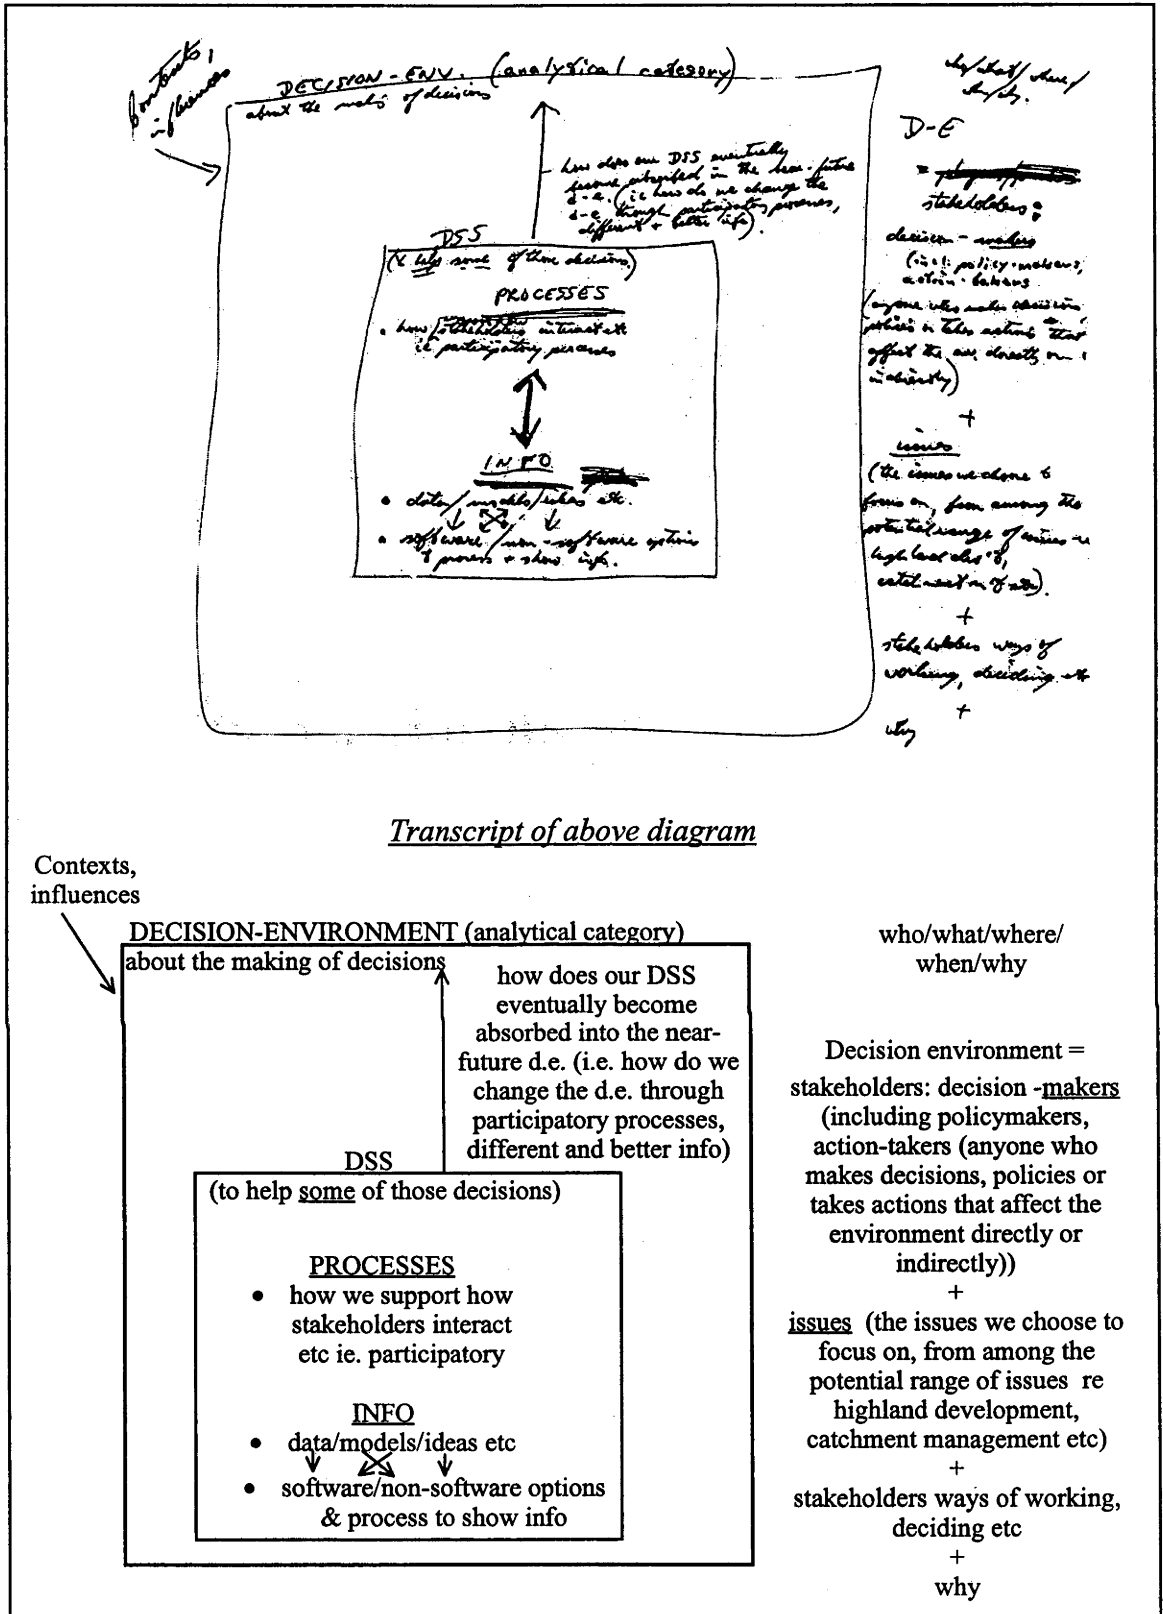 Contexts,
influences
DECISION-ENV. (analytical category)
about the making of decisions
who/what/where/
when/why.
D-E
how does our DSS eventually
become absorbed in the near-future
d-e. (ie how do we change the
d-e through participatory processes,
different + better info).
=
stakeholders:
decision-makers
(incl. policy-makers,
action-takers
(anyone who makes decisions,
policies or takes actions that
affect the env. directly or
indirectly)
+
issues
(the issues we choose to
focus on, from among the
potential range of issues re
highland
+
stakeholders ways of
working, deciding etc
+
why
DSS
(to help some of those decisions)
PROCESSES
• how stakeholders interact etc
ie participatory processes
INFO
• data/models/ideas etc.
• software/non-software options
to process + show info.
Transcript of above diagram
Contexts,
influences
DECISION-ENVIRONMENT (analytical category)
about the making of decisions
how does our DSS
eventually become
absorbed into the near-
future d.e. (i.e. how do we
change the d.e. through
participatory processes,
different and better info)
DSS
(to help some of those decisions)
PROCESSES
• how we support how
stakeholders interact
etc ie. participatory
INFO
• data/models/ideas etc
• software/non-software options
& process to show info
who/what/where/
when/why
Decision environment =
stakeholders: decision -makers
(including policymakers,
action-takers (anyone who
makes decisions, policies or
takes actions that affect the
environment directly or
indirectly))
+
issues (the issues we choose to
focus on, from among the
potential range of issues re
highland development,
catchment management etc)
+
stakeholders ways of working,
deciding etc
+
why